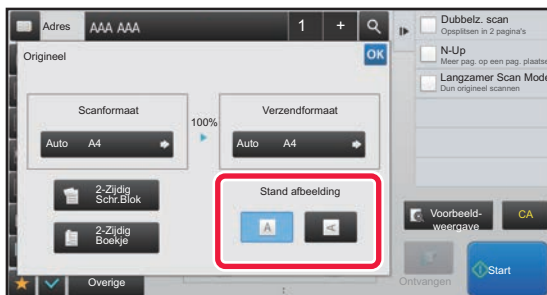 Adres
AAA AAA
1
+
Origineel
OK
Scanformaat
100%
Verzendformaat
Auto A4
Auto A4
2-Zijdig
Schr.Blok
2-Zijdig
Boekje
Stand afbeelding
A
A
Overige
Dubbelz. scan
Opsplitsen in 2 pagina's
N-Up
Meer pag. op een pag. plaatse
Langzamer Scan Mode
Dun origineel scannen
Voorbeeld-
weergave
CA
Ontvangen
Start